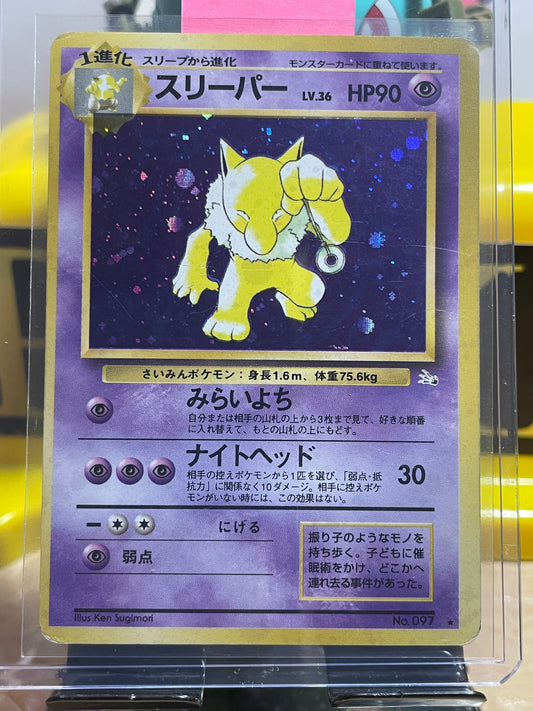 1進化 スリープから進化 モンスターカードに重ねて使います。
スリーパー LV.36 HP90
さいみんポケモン：身長1.6m、体重75.6kg
みらいよち
自分または相手の山札の上から3枚まで見て、好きな順番
に入れ替えて、もとの山札の上にもどす。
ナイトヘッド 30
相手の控えポケモンから1匹を選び、「弱点・抵
抗力」に関係なく10ダメージ。相手に控えポケ
モンがいない時には、この効果はない。
ー にげる
弱点
振り子のようなモノを
持ち歩く。子どもに催
眠術をかけ、どこかへ
連れ去る事件があった。
Illus.Ken Sugimori No.097 ★